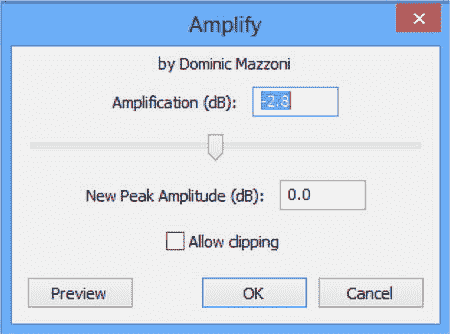 Amplify
by Dominic Mazzoni
Amplification (dB): -2.8
New Peak Amplitude (dB): 0.0
Allow clipping
Preview OK Cancel